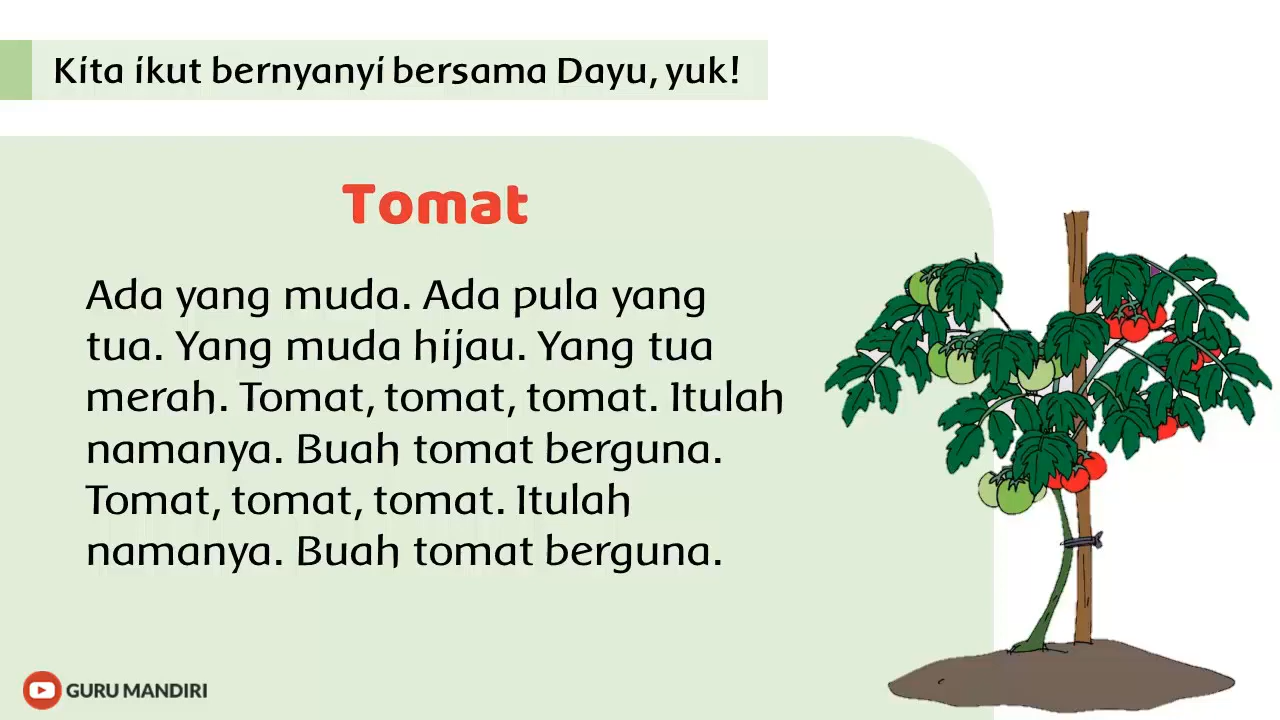 Kita ikut bernyanyi bersama Dayu, yuk!
Tomat
Ada yang muda. Ada pula yang
tua. Yang muda hijau. Yang tua
merah. Tomat, tomat, tomat. Itulah
namanya. Buah tomat berguna.
Tomat, tomat, tomat. Itulah
namanya. Buah tomat berguna.
GURU MANDIRI